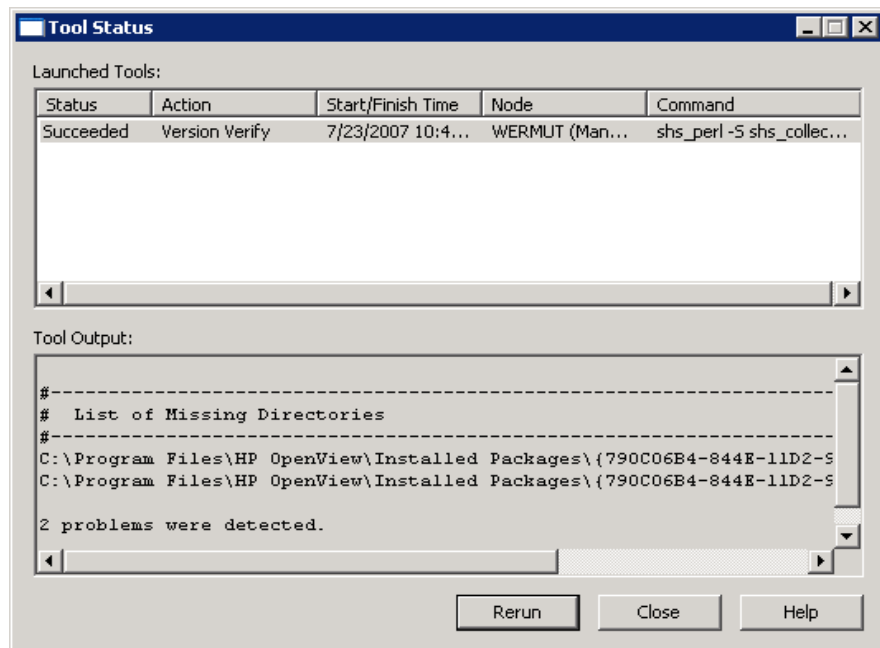 Tool Status
Launched Tools:
Status Action Start/Finish Time Node Command
Succeeded Version Verify 7/23/2007 10:4... WERMUT (Man... shs_perl -S shs_collec...
Tool Output:
#---------------------------------------------------------------------
#  List of Missing Directories
#---------------------------------------------------------------------
C:\Program Files\HP OpenView\Installed Packages\{790C06B4-844E-11D2-9
C:\Program Files\HP OpenView\Installed Packages\{790C06B4-844E-11D2-9
2 problems were detected.
Rerun Close Help